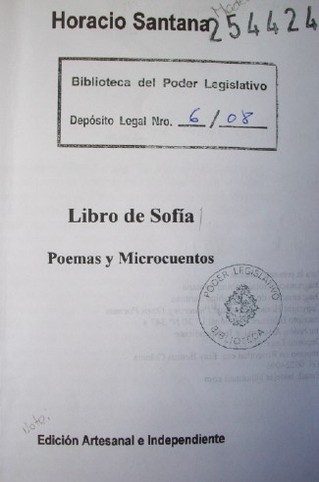 Horacio Santana
254424
Biblioteca del Poder Legislativo
Depósito Legal Nro. 6/08
Libro de Sofía
Poemas y Microcuentos
PODER LEGISLATIVO
BIBLIOTECA
Nota:
Edición Artesanal e Independiente